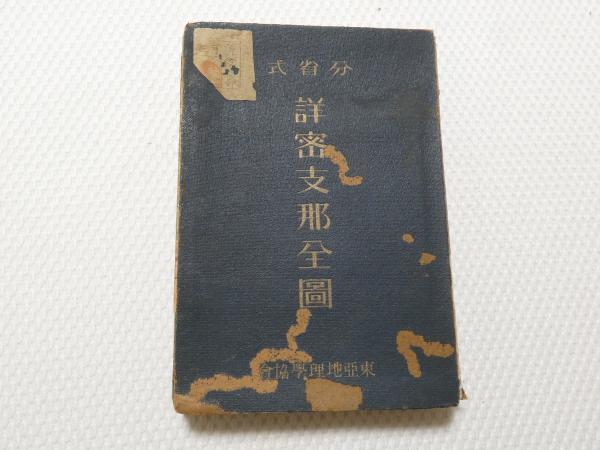 分省式
詳密支那全圖
東亞地理學協會